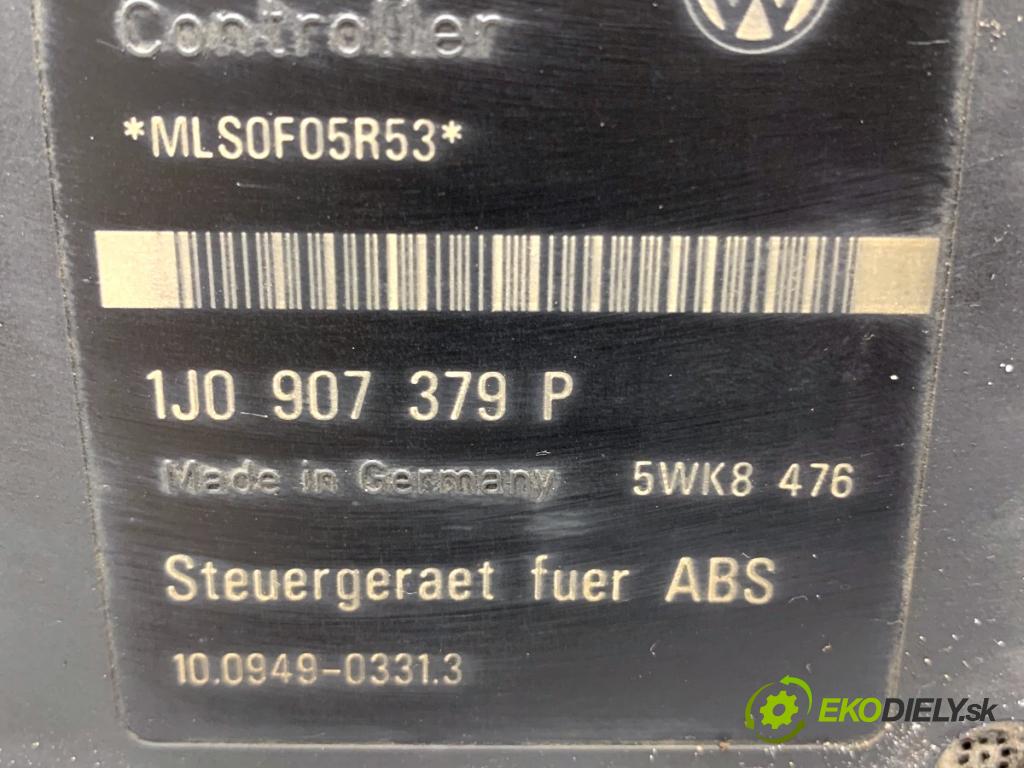 Controller
*MLS0F05R53*
1J0 907 379 P
Made in Germany 5WK8 476
Steuergeraet fuer ABS
10.0949-0331.3
EKODIELY.sk